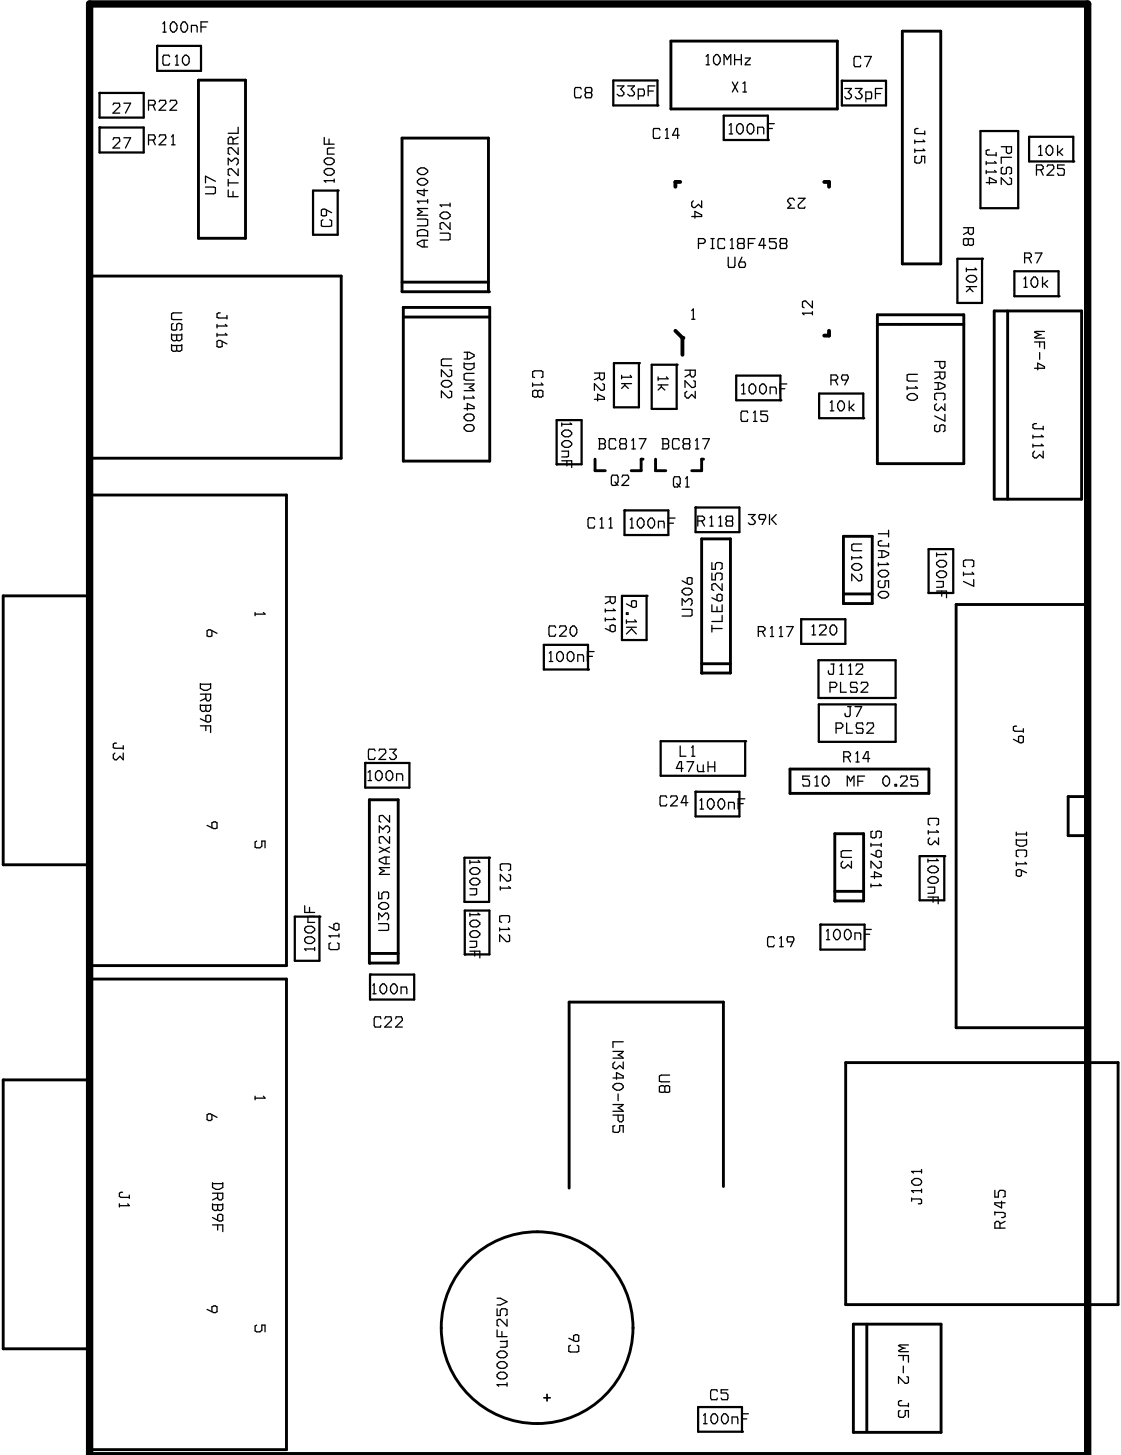 100nF
C10
27
R22
27
R21
FT232RL
U7
100nF
C9
ADUM1400
U201
C8
33pF
10MHz
X1
C7
33pF
C14
100nF
J115
PLS2
J114
10k
R25
34
23
PIC18F458
U6
1
12
R8
10k
R7
10k
USBB
J116
ADUM1400
U202
C18
100nF
R24
1k
1k
R23
100nF
C15
R9
10k
PRAC37S
U10
WF-4
J113
BC817
Q2
BC817
Q1
C11
100nF
R118
39K
TLE6255
U306
TJA1050
U102
C17
100nF
R119
9.1K
C20
100nF
R117
120
J112
PLS2
J7
PLS2
1
6
DRB9F
J3
9
5
C23
100n
L1
47uH
C24
100nF
R14
510 MF 0.25
J9
IDC16
U305 MAX232
C21
100n
C12
100nF
SI9241
U3
C13
100nF
C19
100nF
100nF
C16
100n
C22
LM340-MP5
U8
1
6
DRB9F
J1
9
5
J101
RJ45
1000uF25V
C6
+
C5
100nF
WF-2 J5